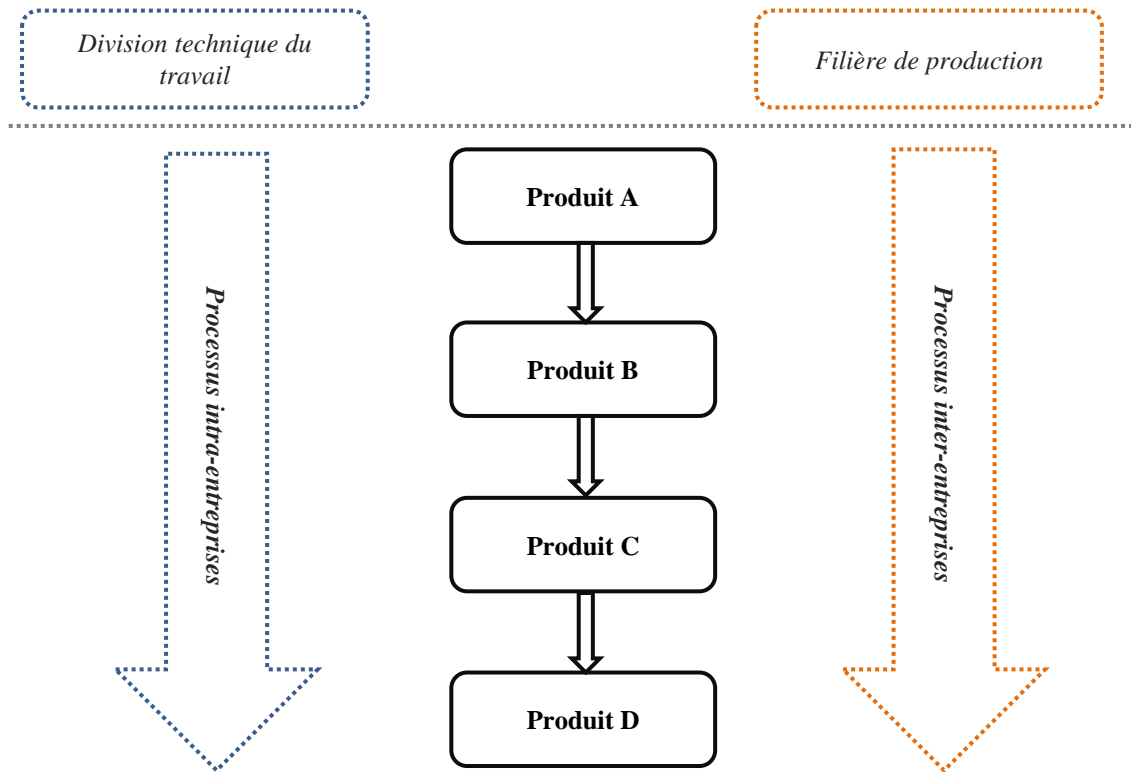 Division technique du
travail
Filière de production
Produit A
Produit B
Produit C
Produit D
Processus intra-entreprises
Processus inter-entreprises